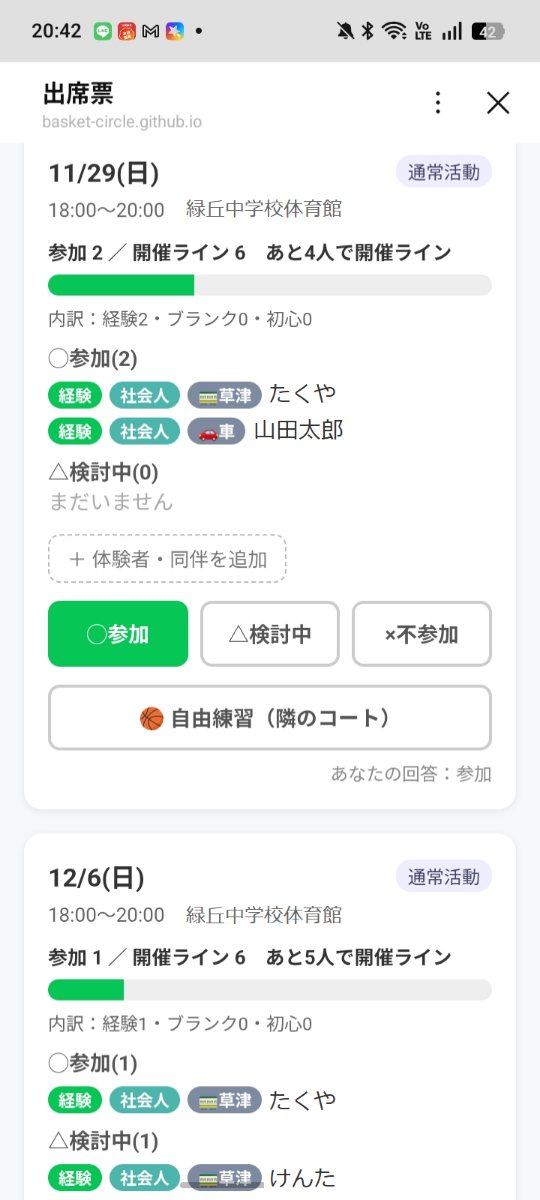 20:42 Vo LTE 42
出席票
basket-circle.github.io
11/29(日) 通常活動
18:00〜20:00 緑丘中学校体育館
参加 2 ／ 開催ライン 6 あと4人で開催ライン
内訳：経験2・ブランク0・初心0
〇参加(2)
経験 社会人 🚃草津 たくや
経験 社会人 🚗車 山田太郎
△検討中(0)
まだいません
＋ 体験者・同伴を追加
〇参加 △検討中 ×不参加
🏀 自由練習（隣のコート）
あなたの回答：参加
12/6(日) 通常活動
18:00〜20:00 緑丘中学校体育館
参加 1 ／ 開催ライン 6 あと5人で開催ライン
内訳：経験1・ブランク0・初心0
〇参加(1)
経験 社会人 🚃草津 たくや
△検討中(1)
経験 社会人 🚃草津 けんた